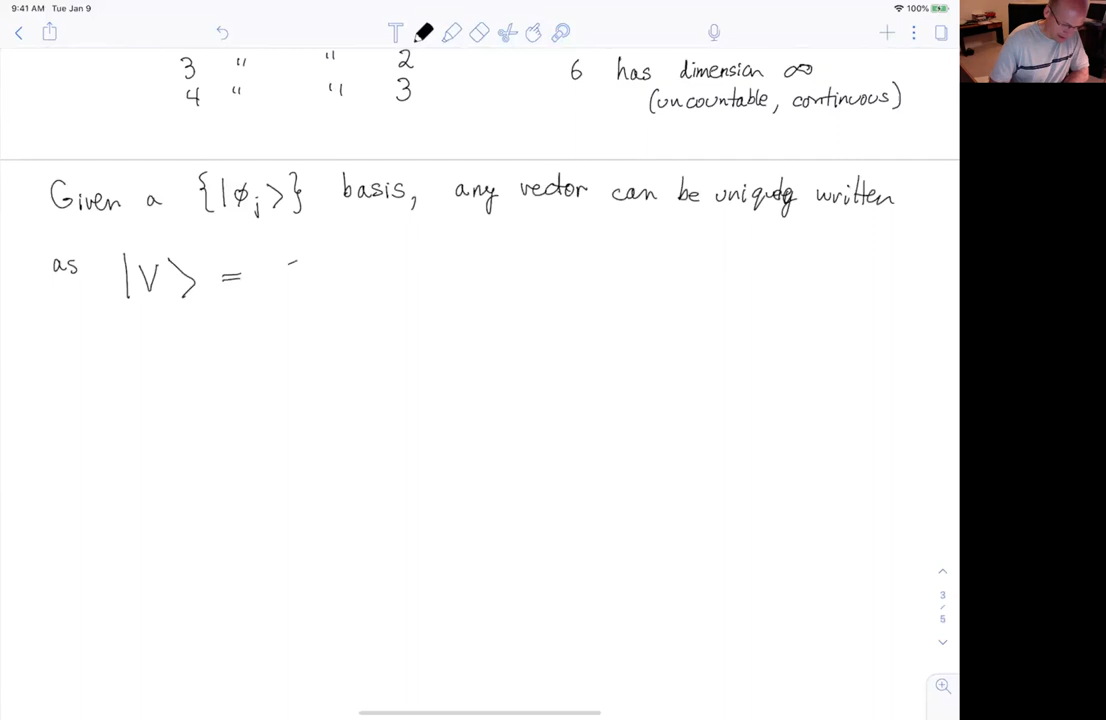 9:41 AM Tue Jan 9
100%
T
3 " " 2
4 " " 3
6 has dimension ∞
(uncountable, continuous)
Given a {|ϕj>} basis, any vector can be uniquely written
as |V> =
3
/
5